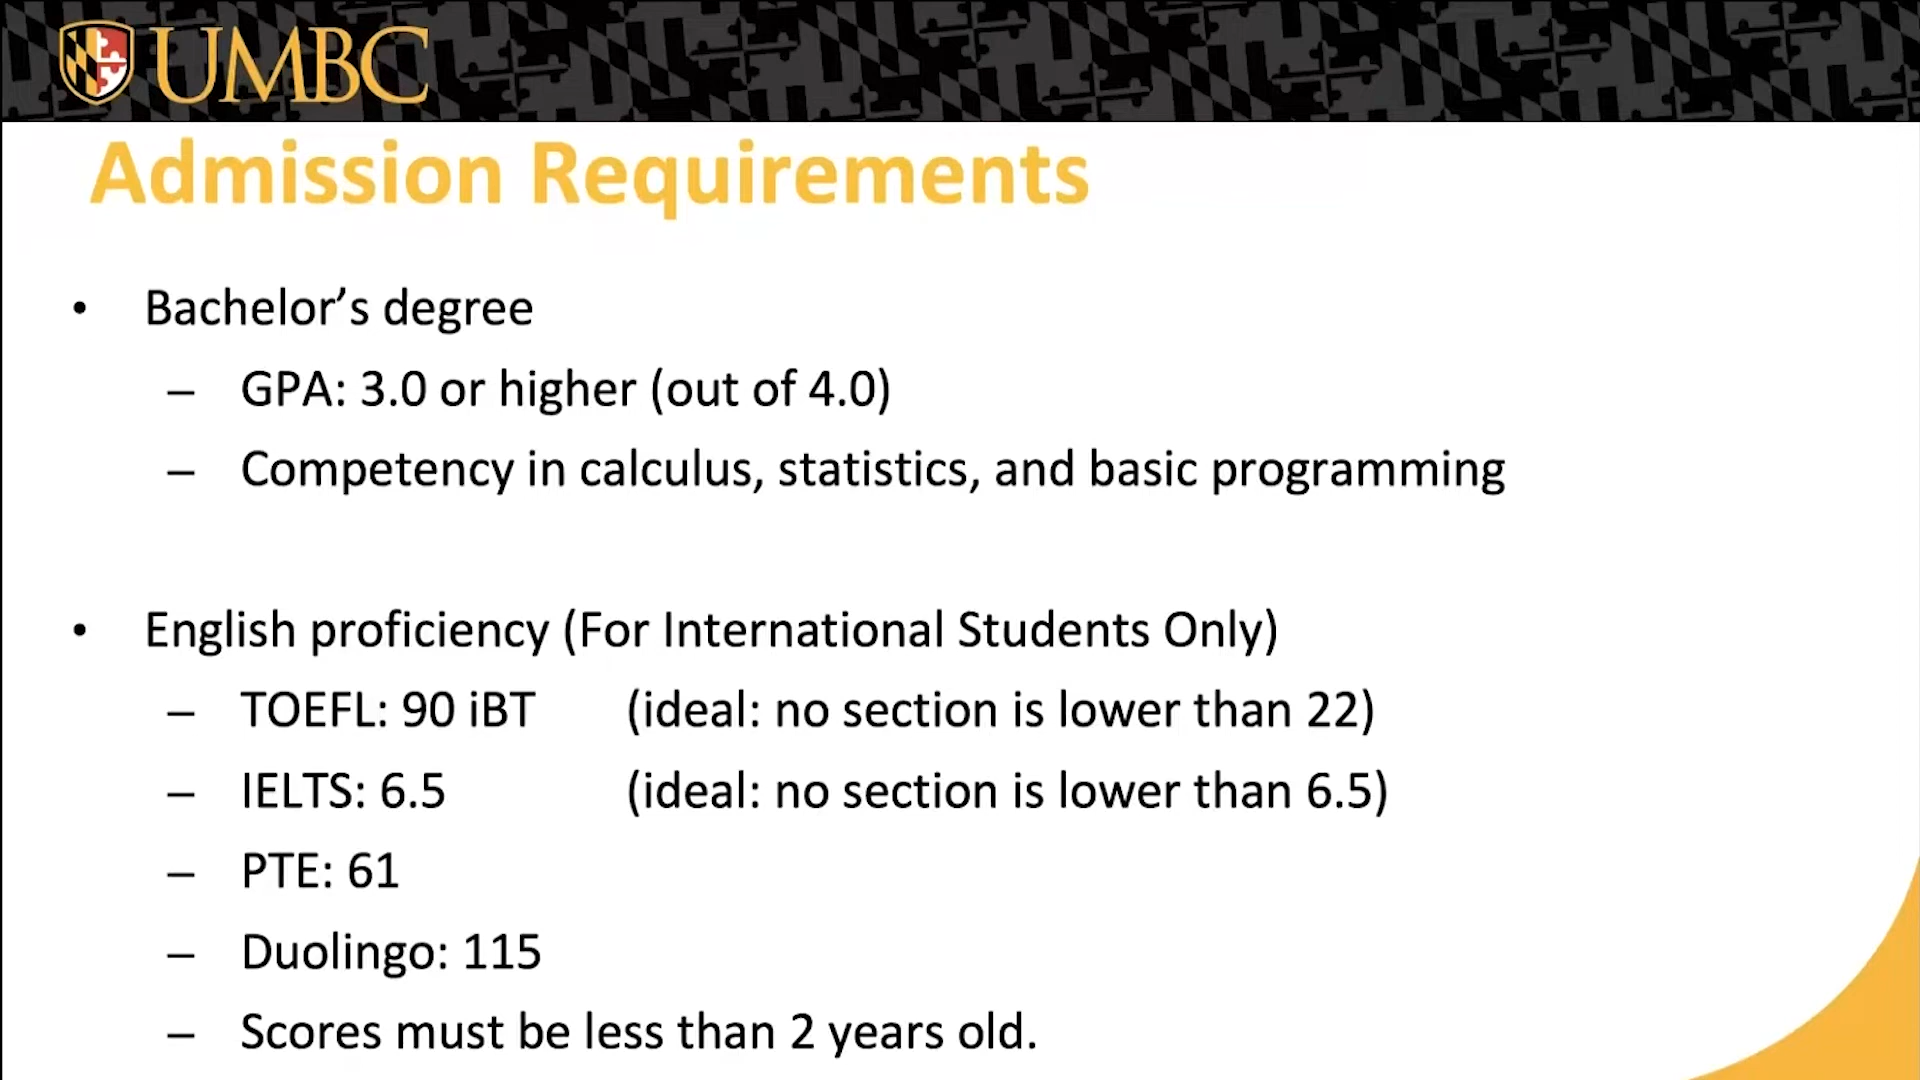 UMBC
Admission Requirements
• Bachelor’s degree
– GPA: 3.0 or higher (out of 4.0)
– Competency in calculus, statistics, and basic programming
• English proficiency (For International Students Only)
– TOEFL: 90 iBT (ideal: no section is lower than 22)
– IELTS: 6.5 (ideal: no section is lower than 6.5)
– PTE: 61
– Duolingo: 115
– Scores must be less than 2 years old.